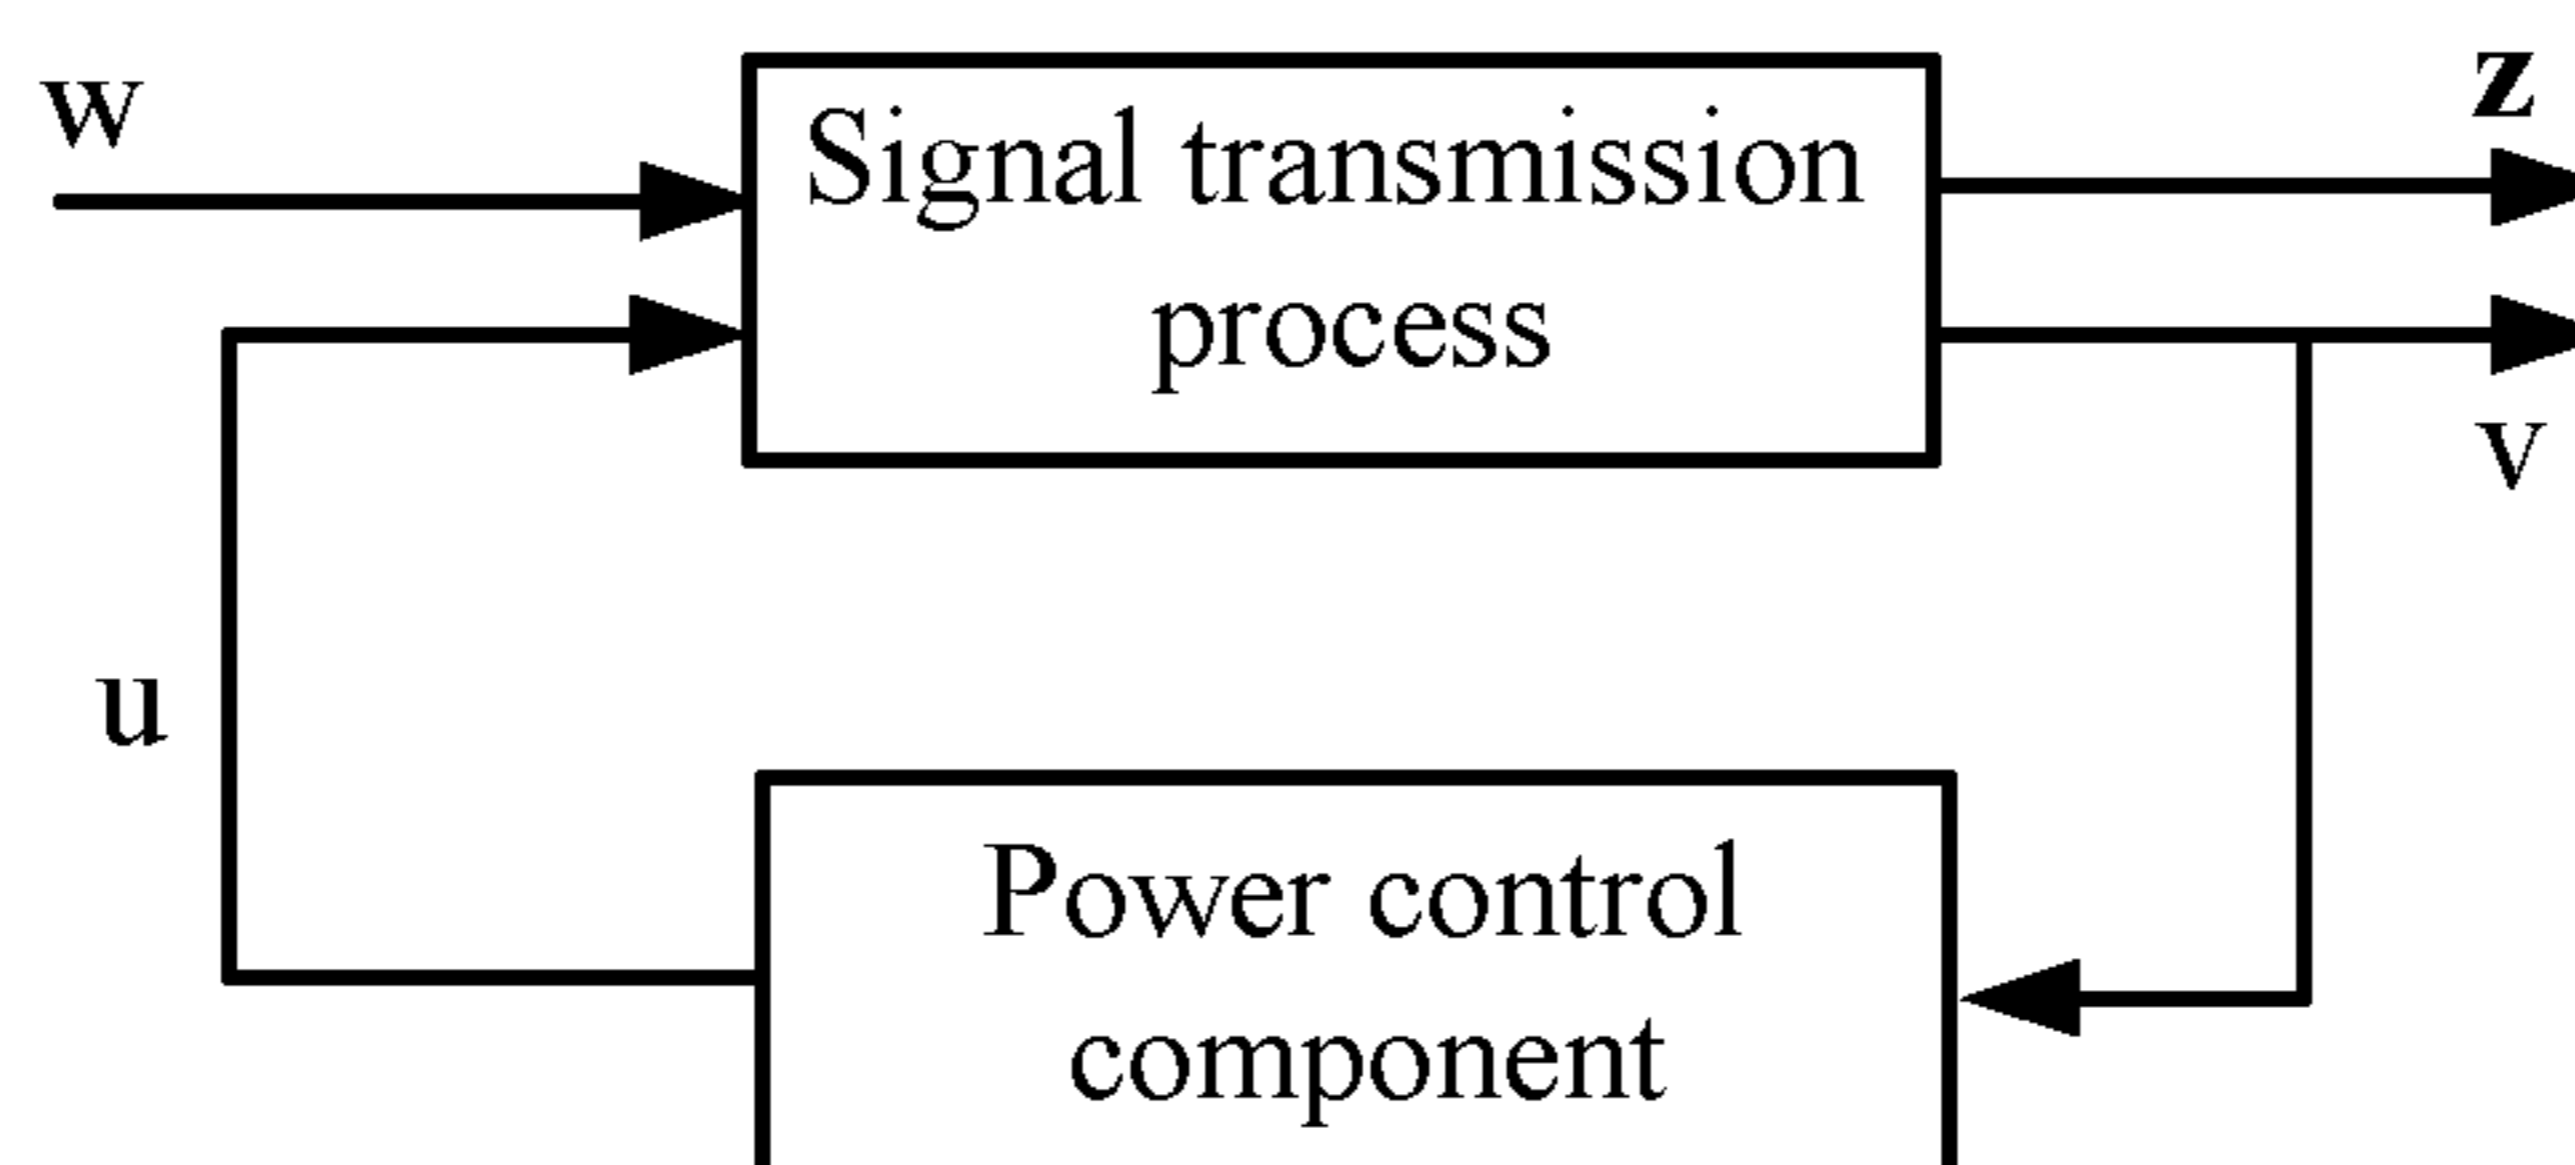 w
z
Signal transmission
process
v
u
Power control
component